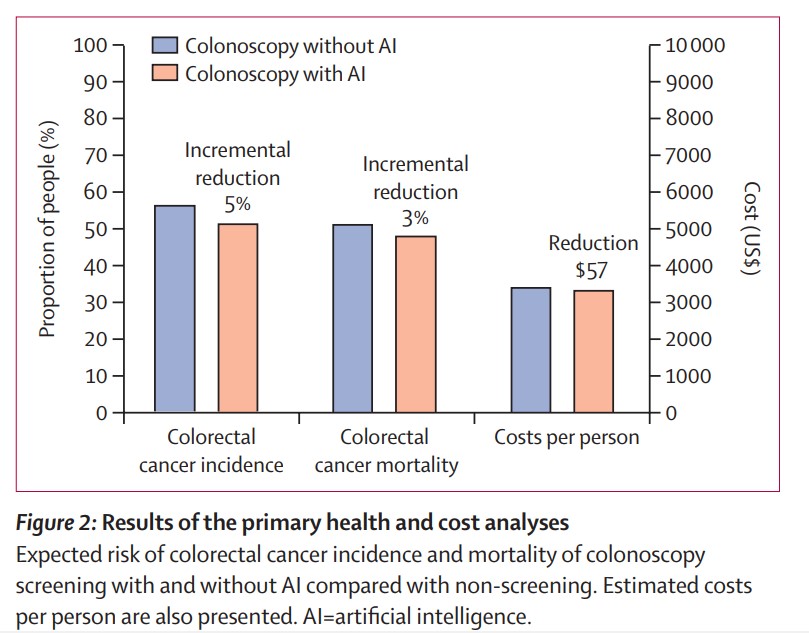 100
90
80
70
60
50
40
30
20
10
0
Proportion of people (%)
Colonoscopy without AI
Colonoscopy with AI
Incremental
reduction
5%
Incremental
reduction
3%
Reduction
$57
10 000
9000
8000
7000
6000
5000
4000
3000
2000
1000
0
Cost (US$)
Colorectal
cancer incidence
Colorectal
cancer mortality
Costs per person
Figure 2: Results of the primary health and cost analyses
Expected risk of colorectal cancer incidence and mortality of colonoscopy
screening with and without AI compared with non-screening. Estimated costs
per person are also presented. AI=artificial intelligence.